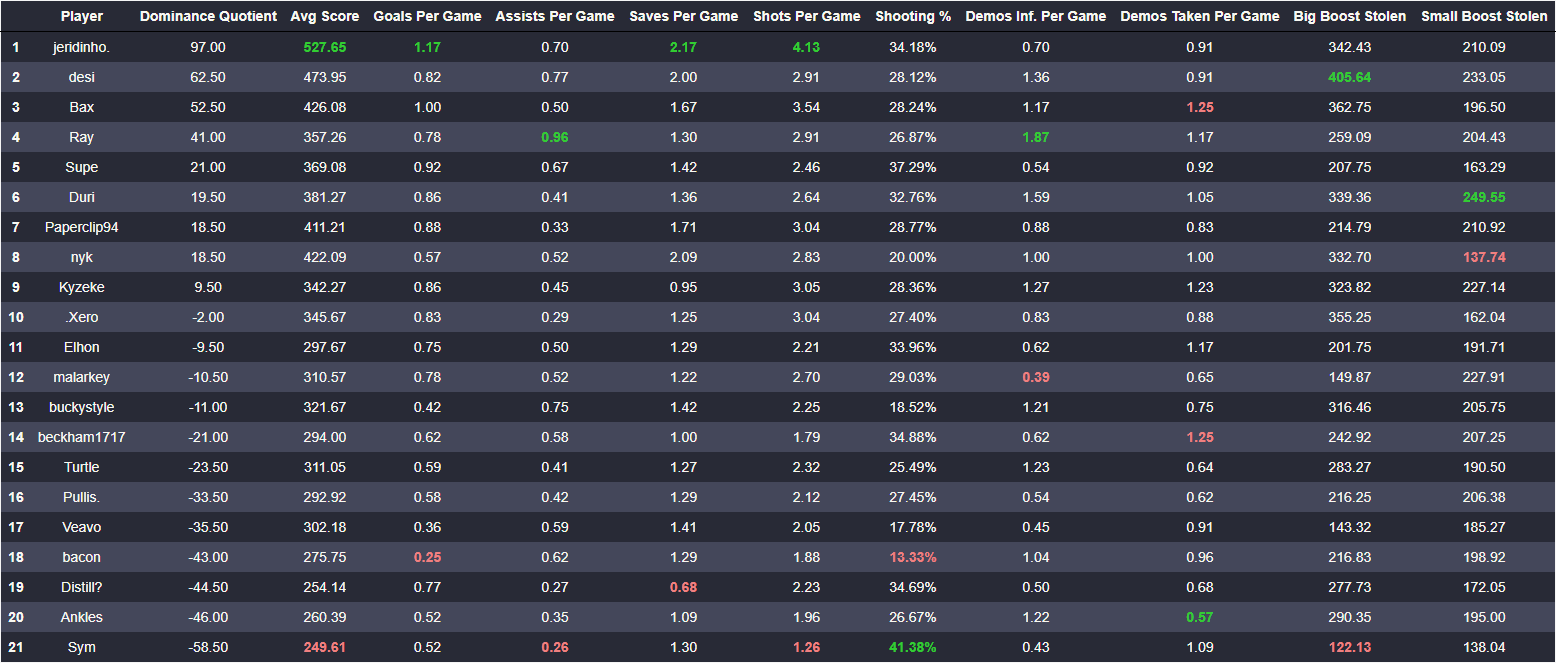 Player Dominance Quotient Avg Score Goals Per Game Assists Per Game Saves Per Game Shots Per Game Shooting % Demos Inf. Per Game Demos Taken Per Game Big Boost Stolen Small Boost Stolen
1 jeridinho. 97.00 527.65 1.17 0.70 2.17 4.13 34.18% 0.70 0.91 342.43 210.09
2 desi 62.50 473.95 0.82 0.77 2.00 2.91 28.12% 1.36 0.91 405.64 233.05
3 Bax 52.50 426.08 1.00 0.50 1.67 3.54 28.24% 1.17 1.25 362.75 196.50
4 Ray 41.00 357.26 0.78 0.96 1.30 2.91 26.87% 1.87 1.17 259.09 204.43
5 Supe 21.00 369.08 0.92 0.67 1.42 2.46 37.29% 0.54 0.92 207.75 163.29
6 Duri 19.50 381.27 0.86 0.41 1.36 2.64 32.76% 1.59 1.05 339.36 249.55
7 Paperclip94 18.50 411.21 0.88 0.33 1.71 3.04 28.77% 0.88 0.83 214.79 210.92
8 nyk 18.50 422.09 0.57 0.52 2.09 2.83 20.00% 1.00 1.00 332.70 137.74
9 Kyzeke 9.50 342.27 0.86 0.45 0.95 3.05 28.36% 1.27 1.23 323.82 227.14
10 .Xero -2.00 345.67 0.83 0.29 1.25 3.04 27.40% 0.83 0.88 355.25 162.04
11 Elhon -9.50 297.67 0.75 0.50 1.29 2.21 33.96% 0.62 1.17 201.75 191.71
12 malarkey -10.50 310.57 0.78 0.52 1.22 2.70 29.03% 0.39 0.65 149.87 227.91
13 buckystyle -11.00 321.67 0.42 0.75 1.42 2.25 18.52% 1.21 0.75 316.46 205.75
14 beckham1717 -21.00 294.00 0.62 0.58 1.00 1.79 34.88% 0.62 1.25 242.92 207.25
15 Turtle -23.50 311.05 0.59 0.41 1.27 2.32 25.49% 1.23 0.64 283.27 190.50
16 Pullis. -33.50 292.92 0.58 0.42 1.29 2.12 27.45% 0.54 0.62 216.25 206.38
17 Veavo -35.50 302.18 0.36 0.59 1.41 2.05 17.78% 0.45 0.91 143.32 185.27
18 bacon -43.00 275.75 0.25 0.62 1.29 1.88 13.33% 1.04 0.96 216.83 198.92
19 Distill? -44.50 254.14 0.77 0.27 0.68 2.23 34.69% 0.50 0.68 277.73 172.05
20 Ankles -46.00 260.39 0.52 0.35 1.09 1.96 26.67% 1.22 0.57 290.35 195.00
21 Sym -58.50 249.61 0.52 0.26 1.30 1.26 41.38% 0.43 1.09 122.13 138.04